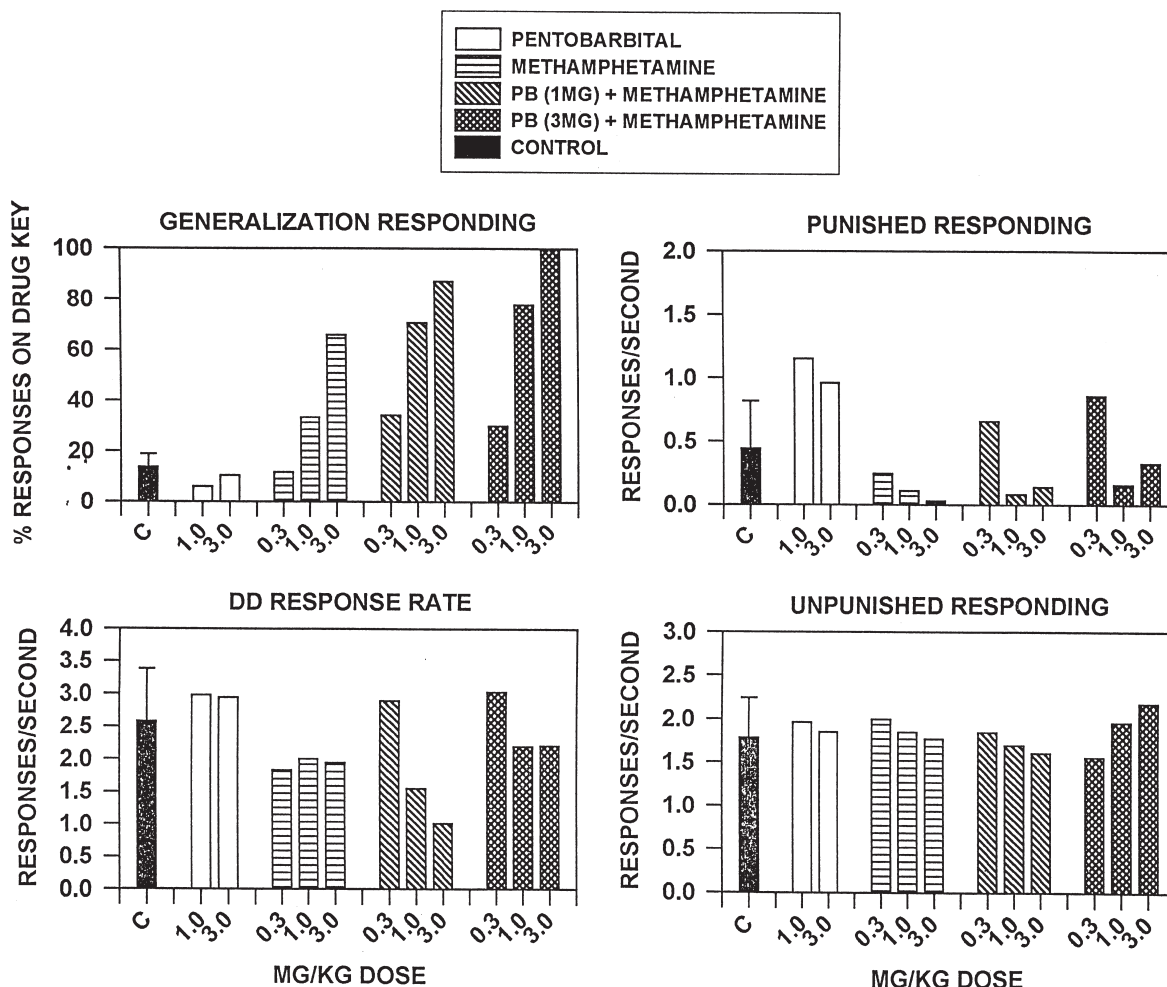 PENTOBARBITAL
METHAMPHETAMINE
PB (1MG) + METHAMPHETAMINE
PB (3MG) + METHAMPHETAMINE
CONTROL
GENERALIZATION RESPONDING
% RESPONSES ON DRUG KEY
100
80
60
40
20
0
C 1.0 3.0 0.3 1.0 3.0 0.3 1.0 3.0 0.3 1.0 3.0
PUNISHED RESPONDING
RESPONSES/SECOND
2.0
1.5
1.0
0.5
0.0
C 1.0 3.0 0.3 1.0 3.0 0.3 1.0 3.0 0.3 1.0 3.0
DD RESPONSE RATE
RESPONSES/SECOND
4.0
3.5
3.0
2.5
2.0
1.5
1.0
0.5
0.0
C 1.0 3.0 0.3 1.0 3.0 0.3 1.0 3.0 0.3 1.0 3.0
MG/KG DOSE
UNPUNISHED RESPONDING
RESPONSES/SECOND
3.0
2.5
2.0
1.5
1.0
0.5
0.0
C 1.0 3.0 0.3 1.0 3.0 0.3 1.0 3.0 0.3 1.0 3.0
MG/KG DOSE